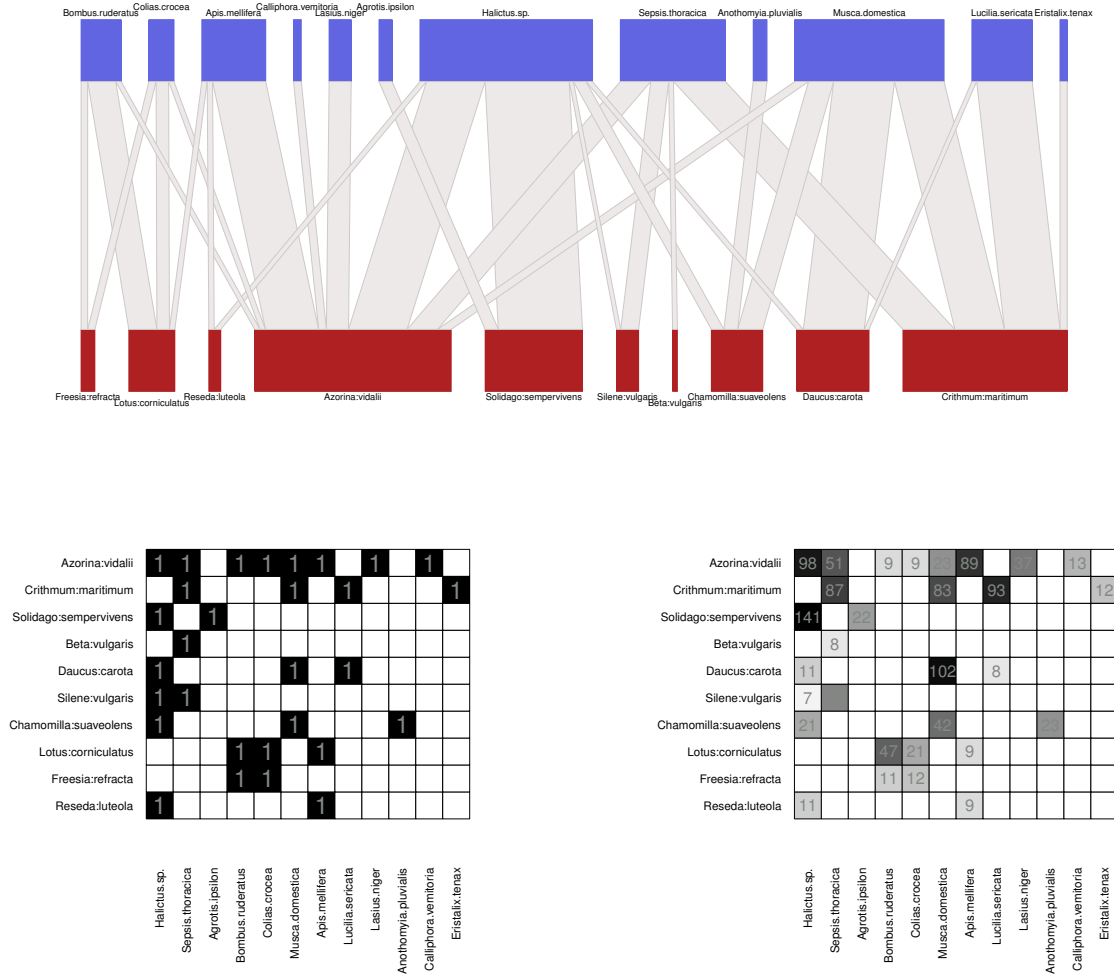 Bombus.ruderatus Colias.crocea Apis.mellifera Calliphora.vemitoria Lasius.niger Agrotis.ipsilon Halictus.sp. Sepsis.thoracica Anothomyia.pluvialis Musca.domestica Lucilia.sericata Eristalix.tenax
Freesia:refracta Lotus:corniculatus Reseda:luteola Azorina:vidalii Solidago:sempervivens Silene:vulgaris Beta:vulgaris Chamomilla:suaveolens Daucus:carota Crithmum:maritimum
Azorina:vidalii 1 1 1 1 1 1 1 1
Crithmum:maritimum 1 1 1 1
Solidago:sempervivens 1 1
Beta:vulgaris 1
Daucus:carota 1 1 1
Silene:vulgaris 1 1
Chamomilla:suaveolens 1 1 1
Lotus:corniculatus 1 1 1
Freesia:refracta 1 1
Reseda:luteola 1 1
Halictus.sp.
Sepsis.thoracica
Agrotis.ipsilon
Bombus.ruderatus
Colias.crocea
Musca.domestica
Apis.mellifera
Lucilia.sericata
Lasius.niger
Anothomyia.pluvialis
Calliphora.vemitoria
Eristalix.tenax
Azorina:vidalii 98 51 9 9 23 89 37 13
Crithmum:maritimum 87 83 93 12
Solidago:sempervivens 141 22
Beta:vulgaris 8
Daucus:carota 11 102 8
Silene:vulgaris 7
Chamomilla:suaveolens 21 42 23
Lotus:corniculatus 47 21 9
Freesia:refracta 11 12
Reseda:luteola 11 9
Halictus.sp.
Sepsis.thoracica
Agrotis.ipsilon
Bombus.ruderatus
Colias.crocea
Musca.domestica
Apis.mellifera
Lucilia.sericata
Lasius.niger
Anothomyia.pluvialis
Calliphora.vemitoria
Eristalix.tenax